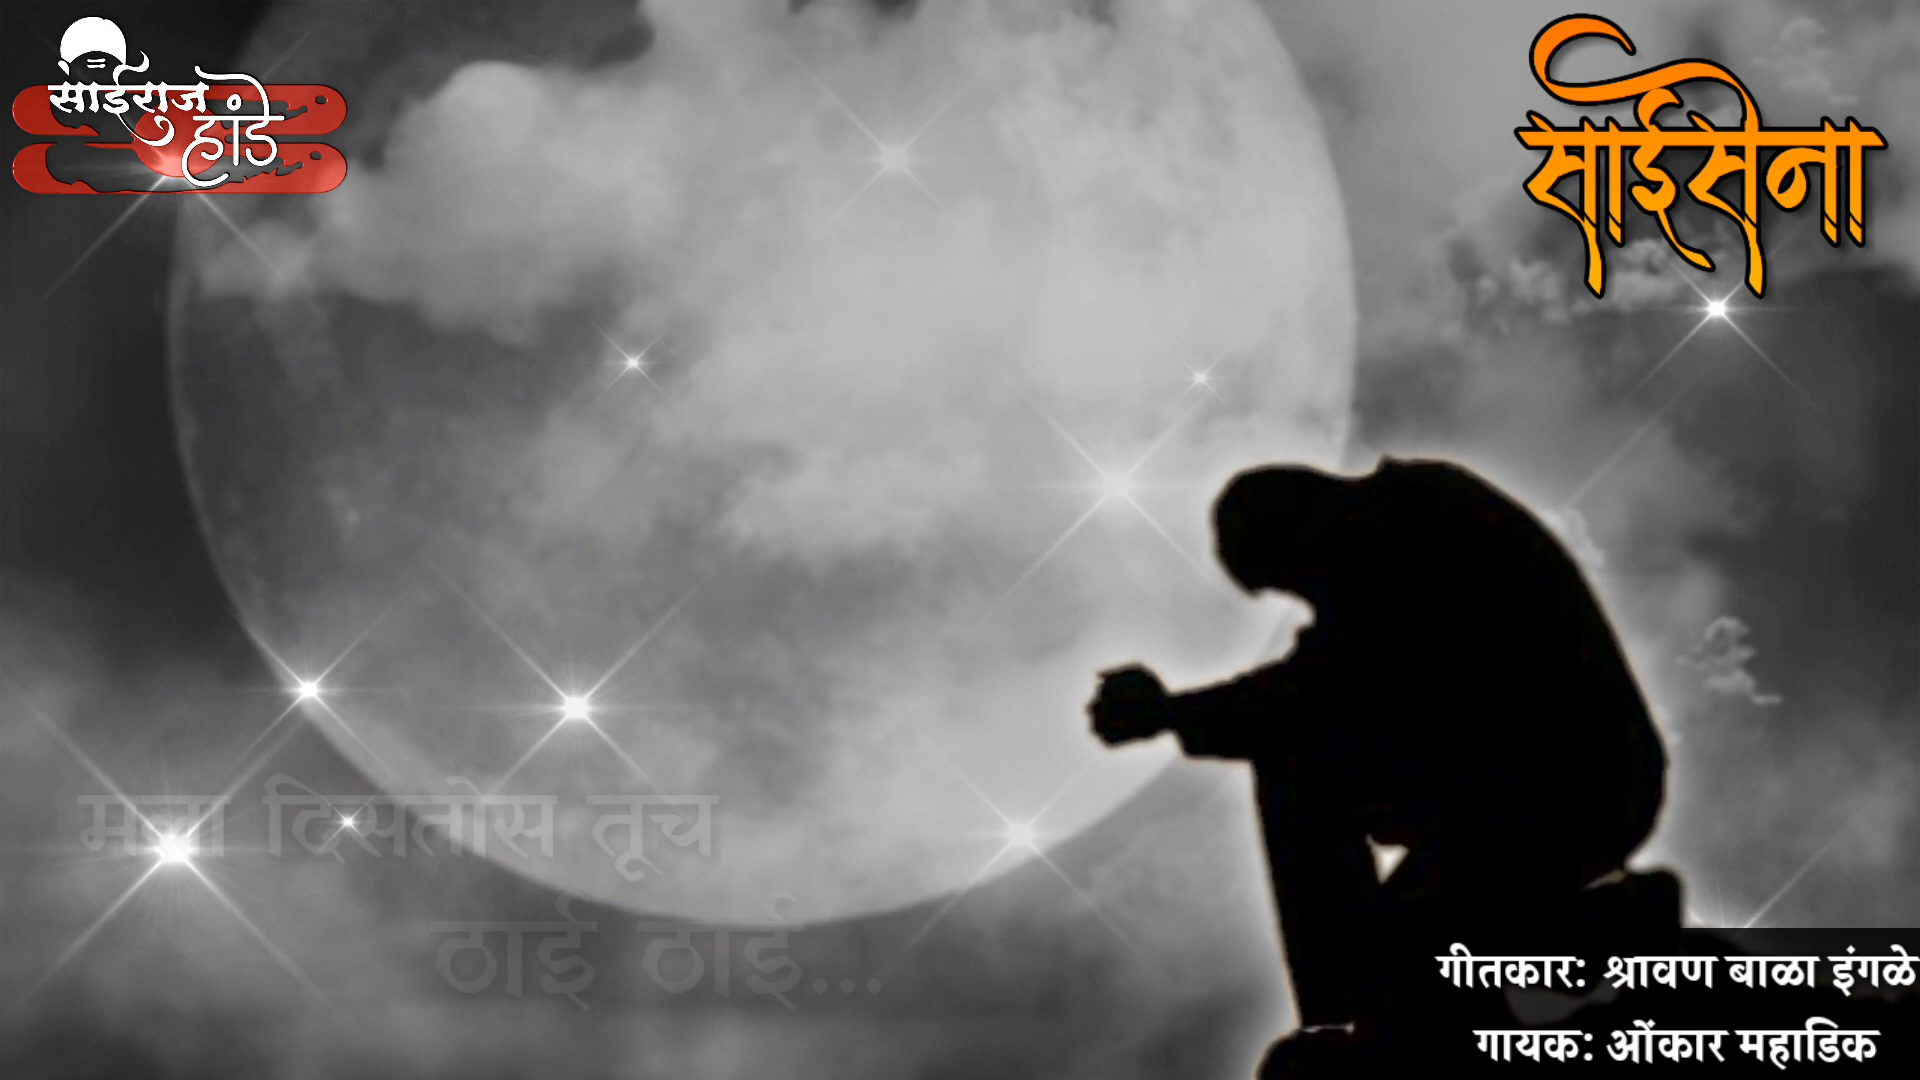 साईराज
हांडे
साईसेना
मला दिसतोस तूच
ठाई ठाई...
गीतकार: श्रावण बाळा इंगळे
गायक: ओंकार महाडिक